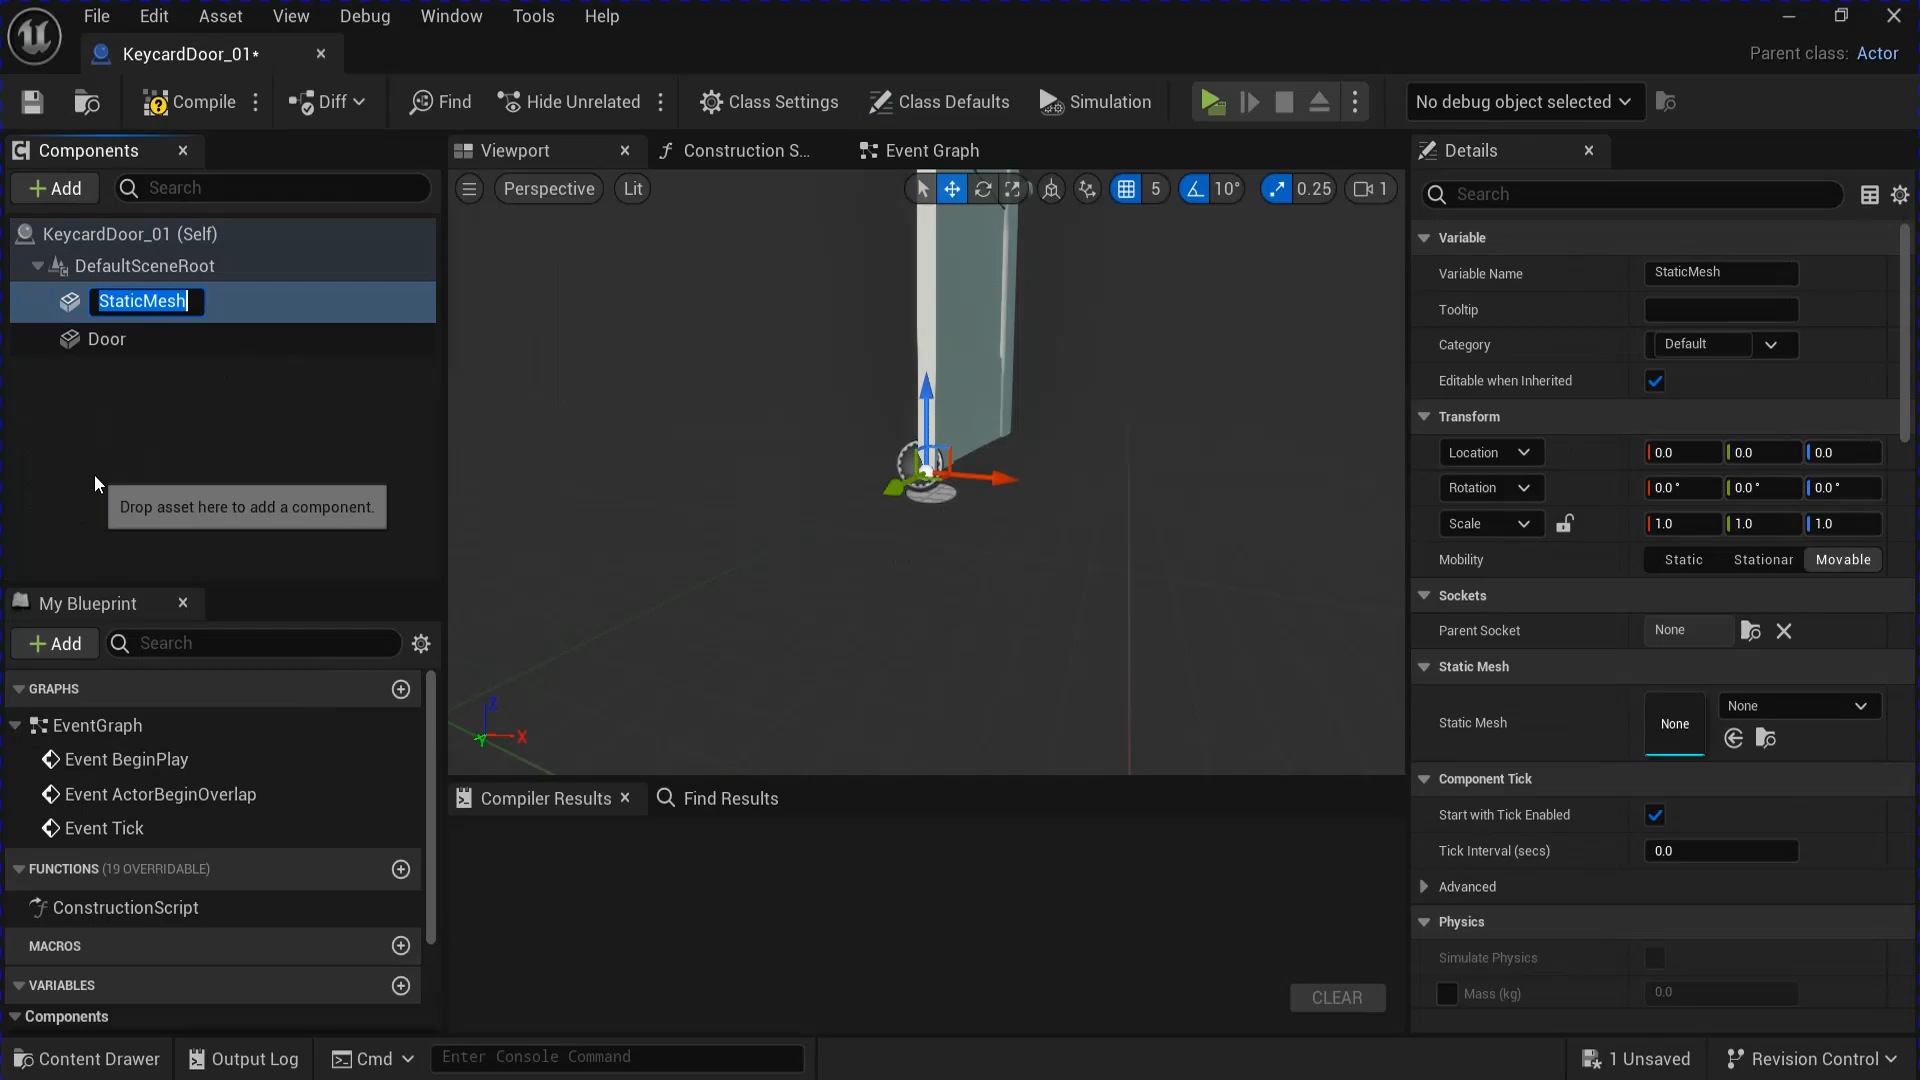 File Edit Asset View Debug Window Tools Help
KeycardDoor_01*
Parent class: Actor
Compile Diff Find Hide Unrelated Class Settings Class Defaults Simulation No debug object selected
Components
Viewport Construction S... Event Graph
Details
Add Search
Perspective Lit 5 10° 0.25 1
Search
KeycardDoor_01 (Self)
DefaultSceneRoot
StaticMesh
Door
Drop asset here to add a component.
My Blueprint
Add Search
GRAPHS
EventGraph
Event BeginPlay
Event ActorBeginOverlap
Event Tick
FUNCTIONS (19 OVERRIDABLE)
ConstructionScript
MACROS
VARIABLES
Components
Z
X
Y
Compiler Results Find Results
CLEAR
Variable
Variable Name StaticMesh
Tooltip
Category Default
Editable when Inherited
Transform
Location 0.0 0.0 0.0
Rotation 0.0 ° 0.0 ° 0.0 °
Scale 1.0 1.0 1.0
Mobility Static Stationar Movable
Sockets
Parent Socket None
Static Mesh
Static Mesh None None
Component Tick
Start with Tick Enabled
Tick Interval (secs) 0.0
Advanced
Physics
Simulate Physics
Mass (kg) 0.0
Content Drawer Output Log Cmd Enter Console Command 1 Unsaved Revision Control